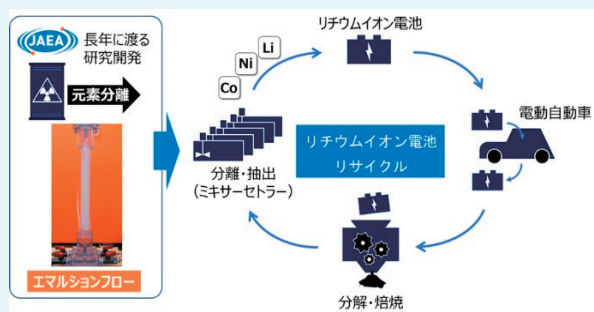 JAEA
長年に渡る
研究開発
元素分離
エマルションフロー
Li
Ni
Co
分離・抽出
(ミキサーセトラー)
リチウムイオン電池
リチウムイオン電池
リサイクル
電動自動車
分解・焙焼